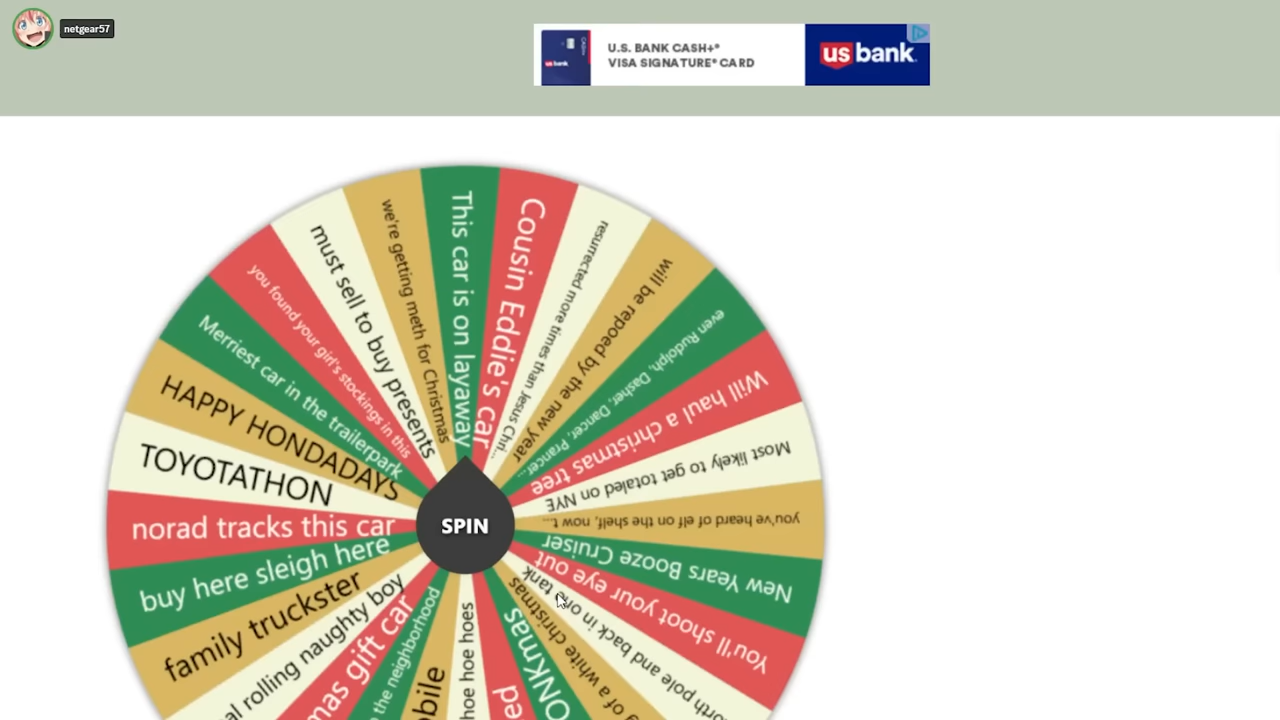 netgear57
U.S. BANK CASH+®
VISA SIGNATURE® CARD
us bank
us bank
This car is on layaway
Cousin Eddie's car
resurrected more times than Jesus Chri...
will be repoed by the new year
even Rudolph, Dasher, Dancer, Prancer...
Will haul a christmas tree
Most likely to get totaled on NYE
you've heard of elf on the shelf, now t...
New Years Booze Cruiser
You'll shoot your eye out
orth pole and back in one tank
of a white christmas
ONKmas
ed
hoe hoe hoes
bile
the neighborhood
mas gift car
al rolling naughty boy
family truckster
buy here sleigh here
norad tracks this car
TOYOTATHON
HAPPY HONDADAYS
Merriest car in the trailerpark
you found your girl's stockings in this
must sell to buy presents
we're getting meth for Christmas
SPIN